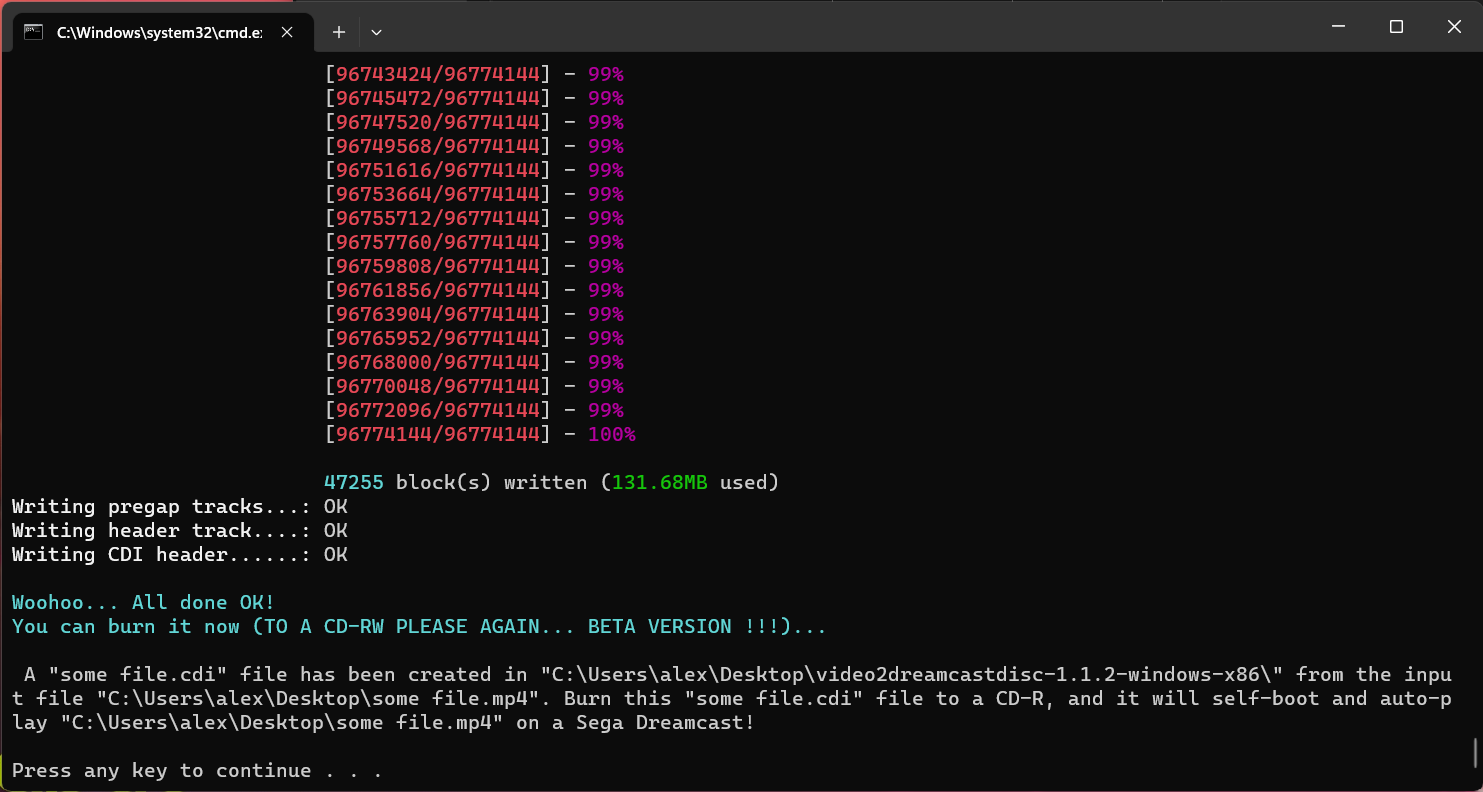 C:\Windows\system32\cmd.e
[96743424/96774144] - 99%
[96745472/96774144] - 99%
[96747520/96774144] - 99%
[96749568/96774144] - 99%
[96751616/96774144] - 99%
[96753664/96774144] - 99%
[96755712/96774144] - 99%
[96757760/96774144] - 99%
[96759808/96774144] - 99%
[96761856/96774144] - 99%
[96763904/96774144] - 99%
[96765952/96774144] - 99%
[96768000/96774144] - 99%
[96770048/96774144] - 99%
[96772096/96774144] - 99%
[96774144/96774144] - 100%
47255 block(s) written (131.68MB used)
Writing pregap tracks...: OK
Writing header track....: OK
Writing CDI header......: OK
Woohoo... All done OK!
You can burn it now (TO A CD-RW PLEASE AGAIN... BETA VERSION !!!)...
A "some file.cdi" file has been created in "C:\Users\alex\Desktop\video2dreamcastdisc-1.1.2-windows-x86\" from the inpu
t file "C:\Users\alex\Desktop\some file.mp4". Burn this "some file.cdi" file to a CD-R, and it will self-boot and auto-p
lay "C:\Users\alex\Desktop\some file.mp4" on a Sega Dreamcast!
Press any key to continue . . .